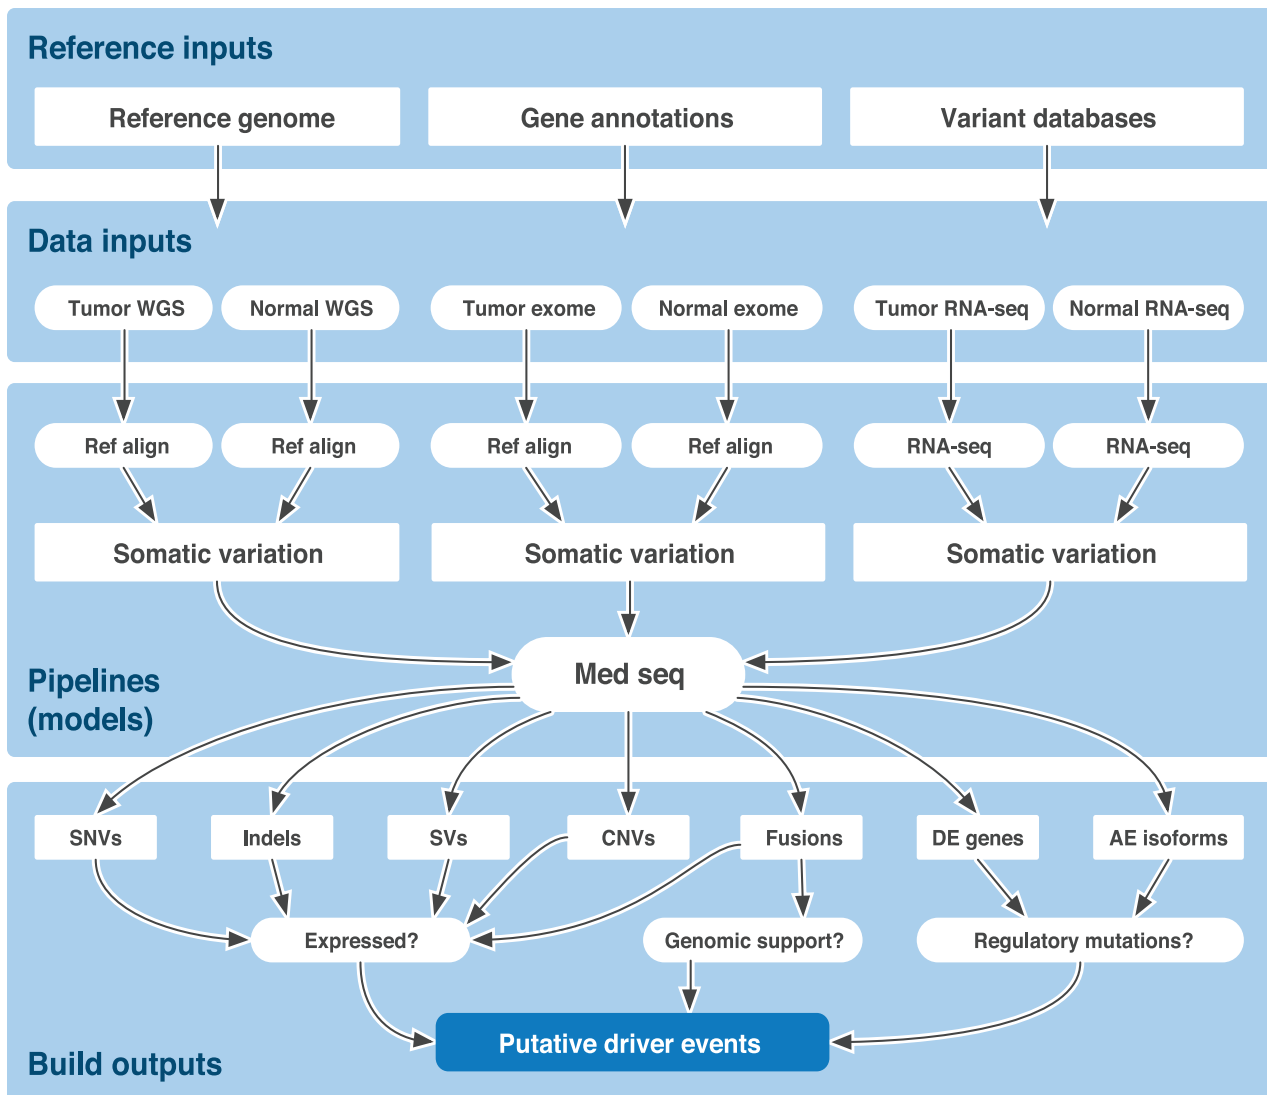 Reference inputs
Reference genome
Gene annotations
Variant databases
Data inputs
Tumor WGS
Normal WGS
Tumor exome
Normal exome
Tumor RNA-seq
Normal RNA-seq
Ref align
Ref align
Ref align
Ref align
RNA-seq
RNA-seq
Somatic variation
Somatic variation
Somatic variation
Med seq
Pipelines
(models)
SNVs
Indels
SVs
CNVs
Fusions
DE genes
AE isoforms
Expressed?
Genomic support?
Regulatory mutations?
Putative driver events
Build outputs